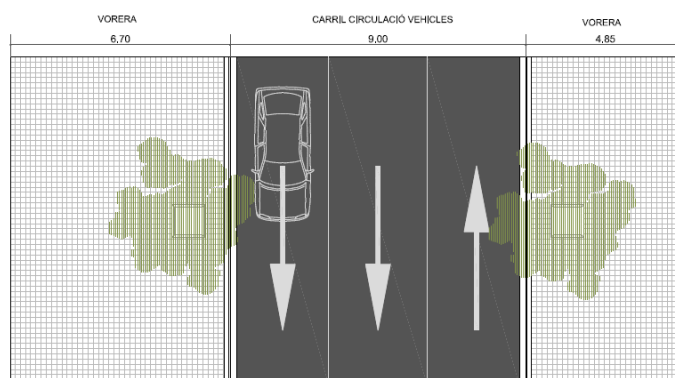 VORERA
CARRIL CIRCULACIÓ VEHICLES
VORERA
6,70
9,00
4,85